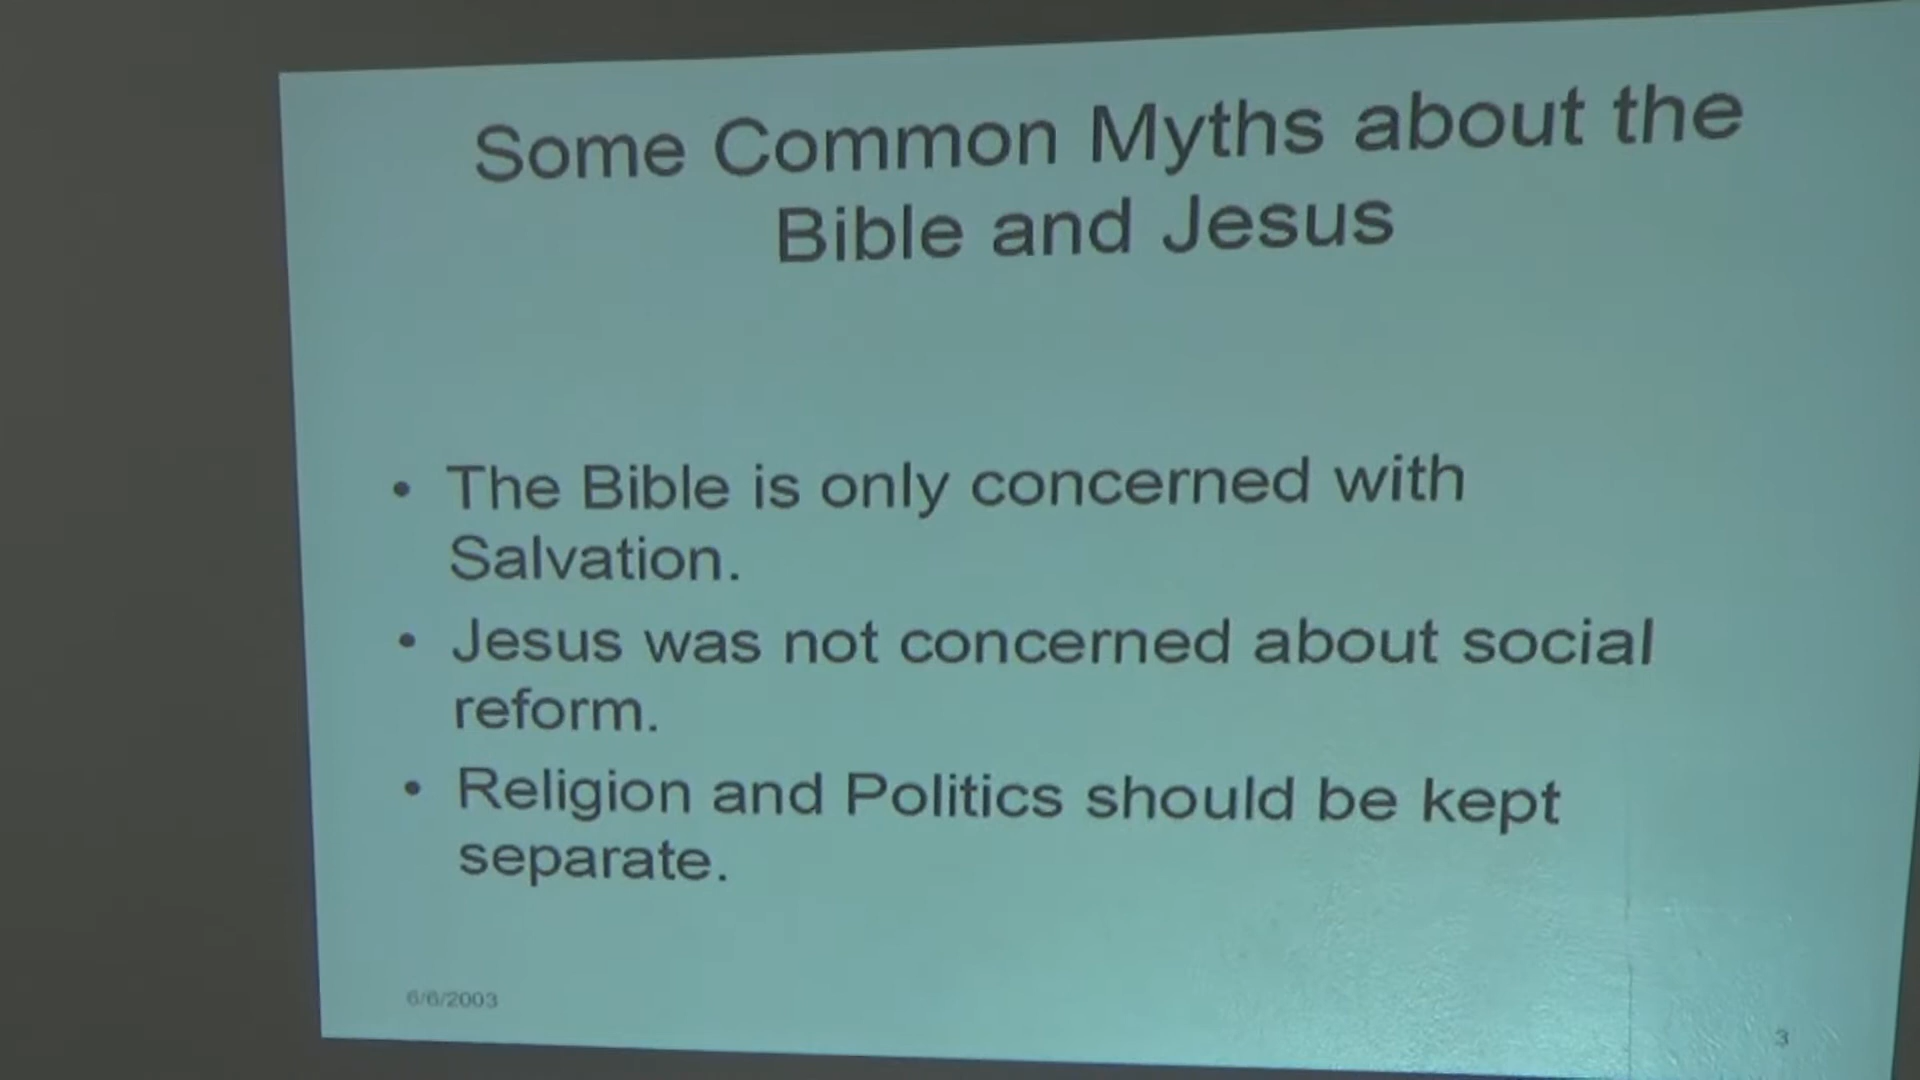 Some Common Myths about the
Bible and Jesus
• The Bible is only concerned with
Salvation.
• Jesus was not concerned about social
reform.
• Religion and Politics should be kept
separate.
6/6/2003
3